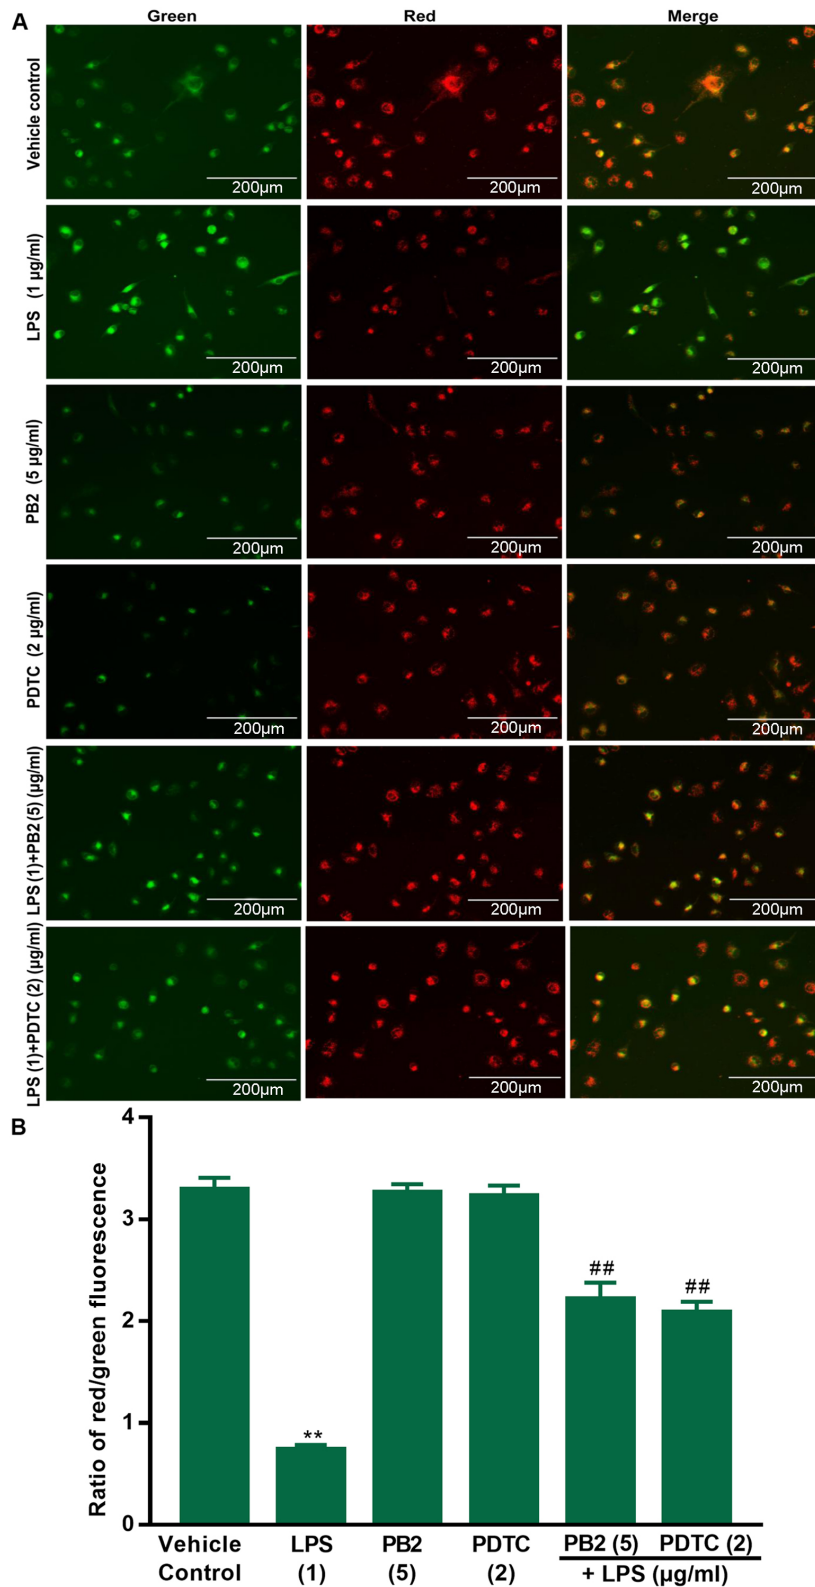 A
Green Red Merge
Vehicle control
200μm 200μm 200μm
LPS (1 μg/ml)
200μm 200μm 200μm
PB2 (5 μg/ml)
200μm 200μm 200μm
PDTC (2 μg/ml)
200μm 200μm 200μm
LPS (1)+PB2 (5) (μg/ml)
200μm 200μm 200μm
LPS (1)+PDTC (2) (μg/ml)
200μm 200μm 200μm
B
Ratio of red/green fluorescence
4
3
2
1
0
**
##
##
Vehicle LPS PB2 PDTC PB2 (5) PDTC (2)
Control (1) (5) (2) + LPS (μg/ml)